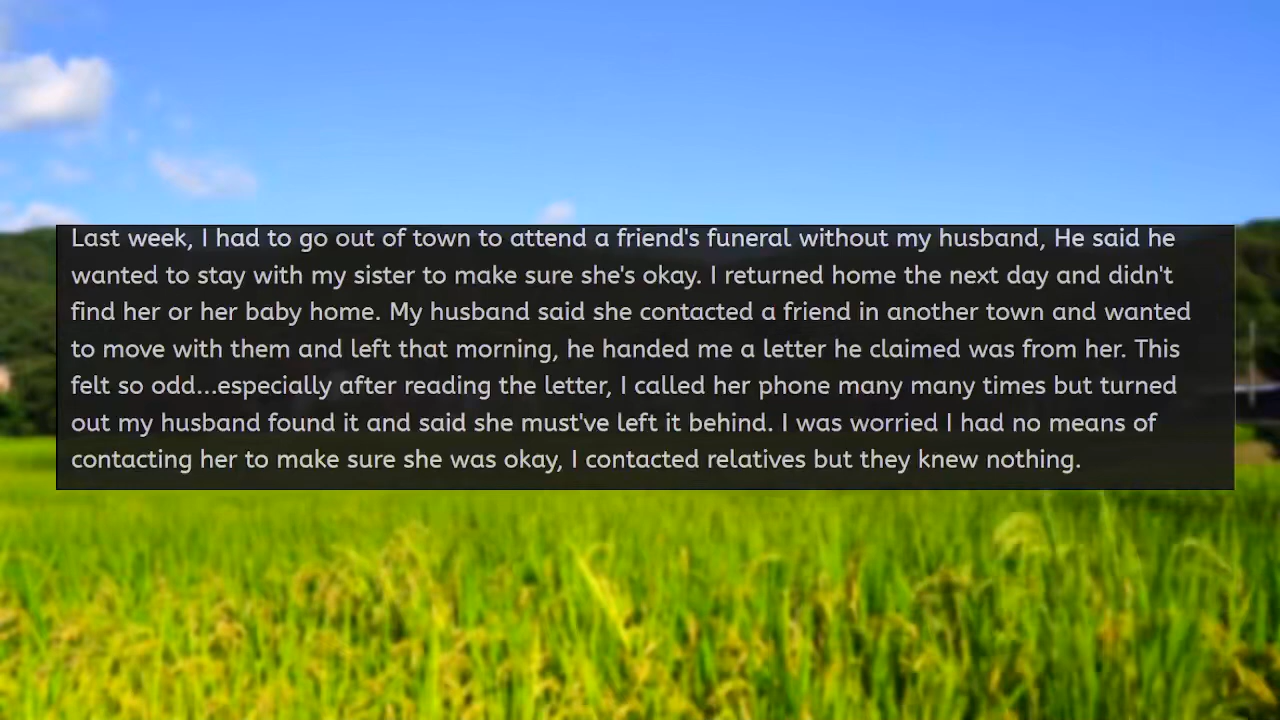 Last week, I had to go out of town to attend a friend's funeral without my husband, He said he
wanted to stay with my sister to make sure she's okay. I returned home the next day and didn't
find her or her baby home. My husband said she contacted a friend in another town and wanted
to move with them and left that morning, he handed me a letter he claimed was from her. This
felt so odd...especially after reading the letter, I called her phone many many times but turned
out my husband found it and said she must've left it behind. I was worried I had no means of
contacting her to make sure she was okay, I contacted relatives but they knew nothing.